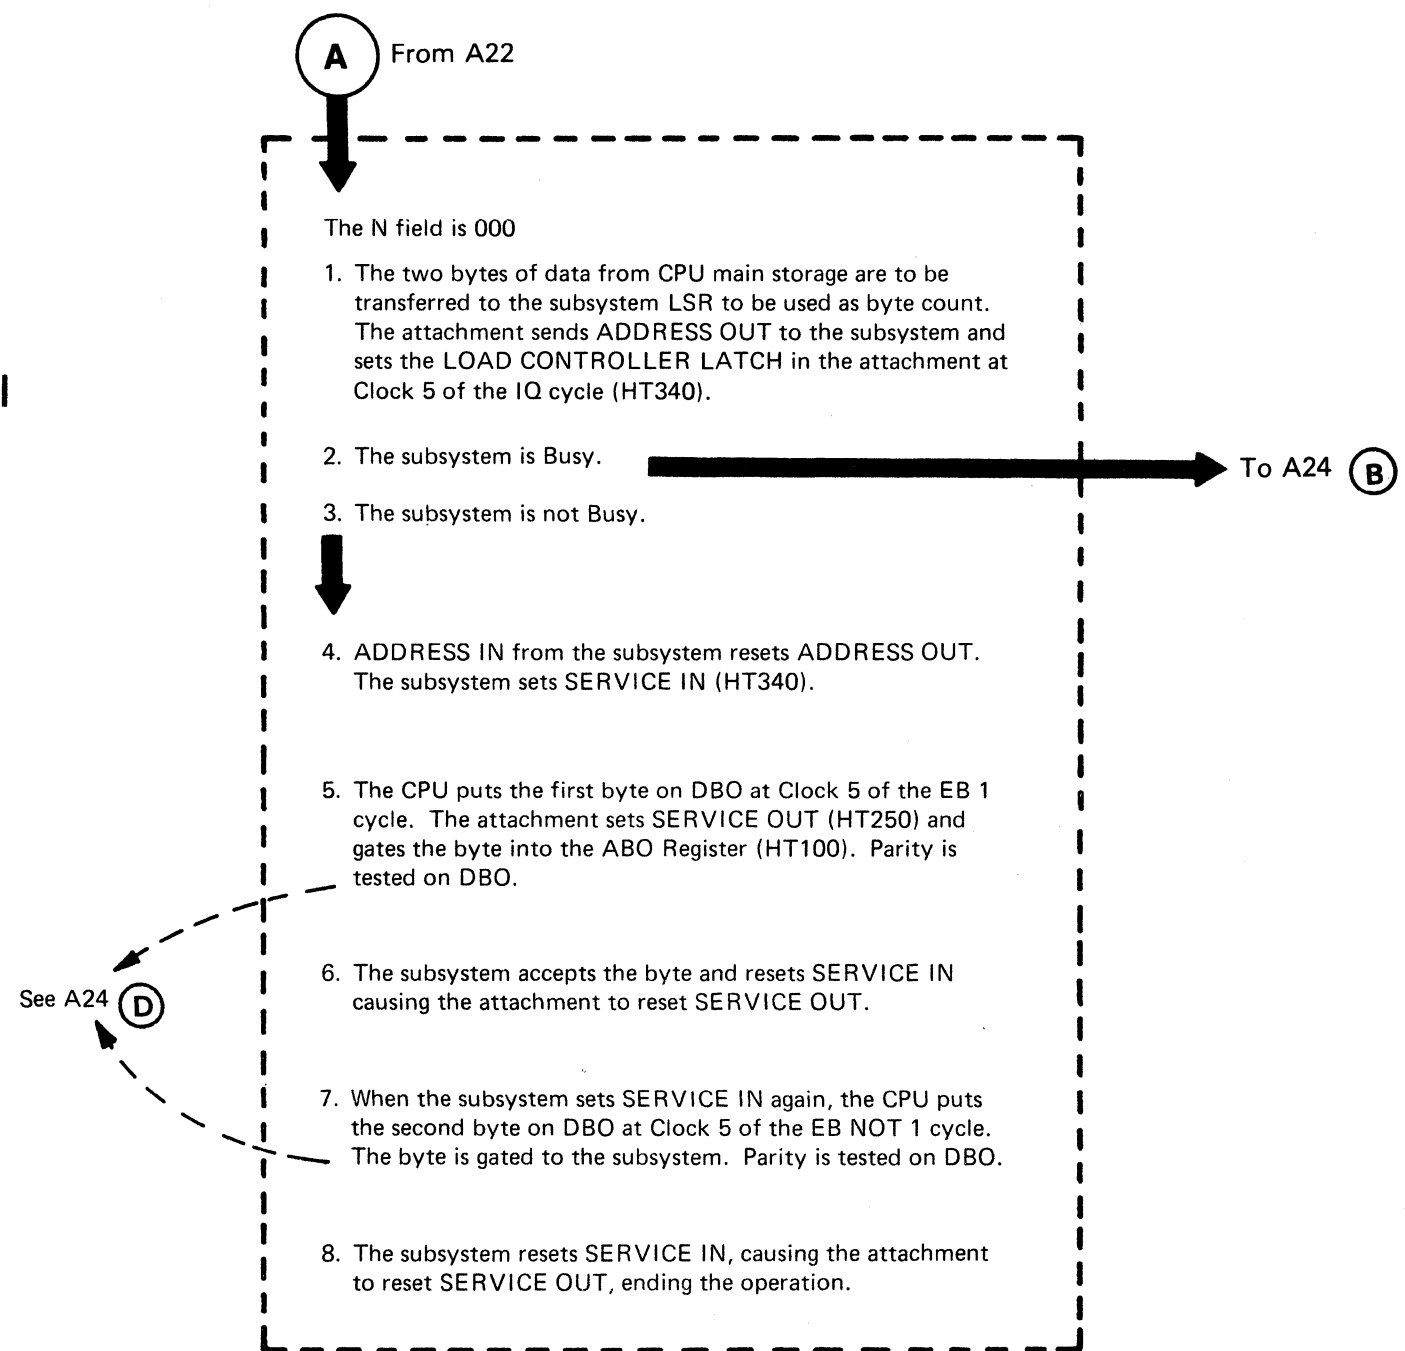 A From A22
The N field is 000
1. The two bytes of data from CPU main storage are to be
transferred to the subsystem LSR to be used as byte count.
The attachment sends ADDRESS OUT to the subsystem and
sets the LOAD CONTROLLER LATCH in the attachment at
Clock 5 of the IQ cycle (HT340).
2. The subsystem is Busy.
To A24 B
3. The subsystem is not Busy.
4. ADDRESS IN from the subsystem resets ADDRESS OUT.
The subsystem sets SERVICE IN (HT340).
5. The CPU puts the first byte on DBO at Clock 5 of the EB 1
cycle. The attachment sets SERVICE OUT (HT250) and
gates the byte into the ABO Register (HT100). Parity is
tested on DBO.
See A24 D
6. The subsystem accepts the byte and resets SERVICE IN
causing the attachment to reset SERVICE OUT.
7. When the subsystem sets SERVICE IN again, the CPU puts
the second byte on DBO at Clock 5 of the EB NOT 1 cycle.
The byte is gated to the subsystem. Parity is tested on DBO.
8. The subsystem resets SERVICE IN, causing the attachment
to reset SERVICE OUT, ending the operation.